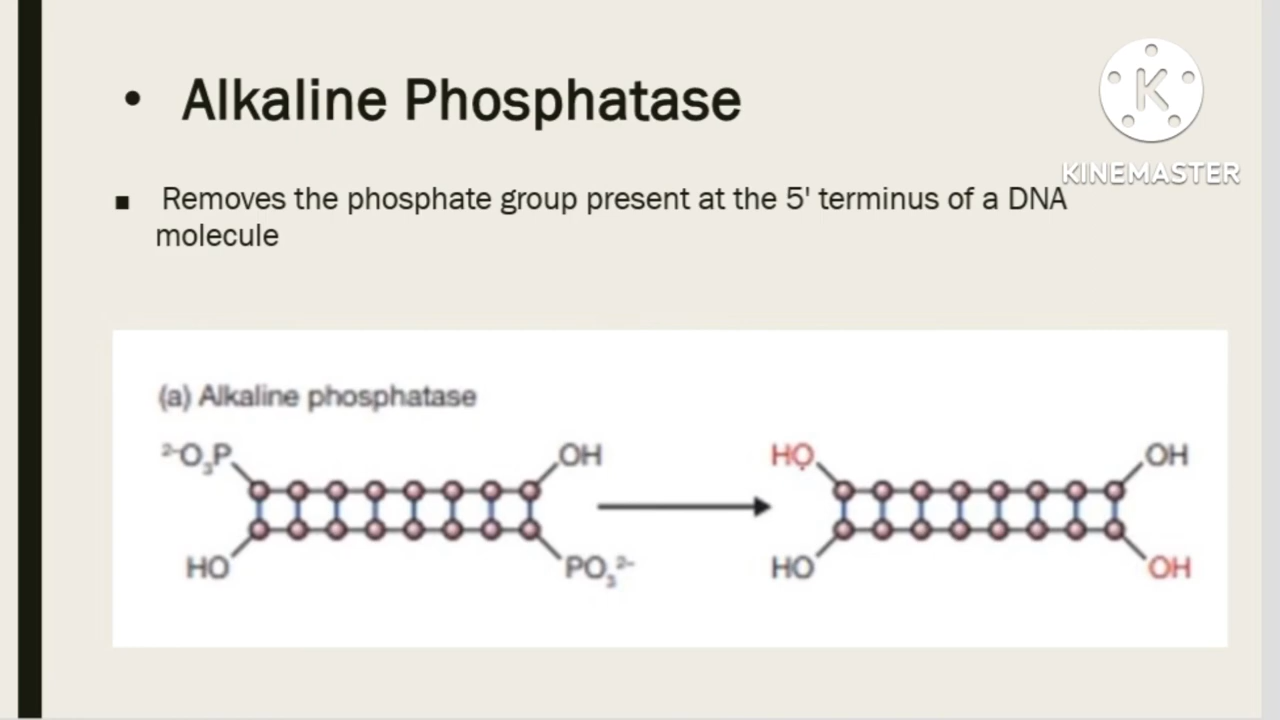 • Alkaline Phosphatase
K
KINEMASTER
▪ Removes the phosphate group present at the 5' terminus of a DNA
molecule
(a) Alkaline phosphatase
²⁻O₃P OH HO OH
HO PO₃²⁻ HO OH